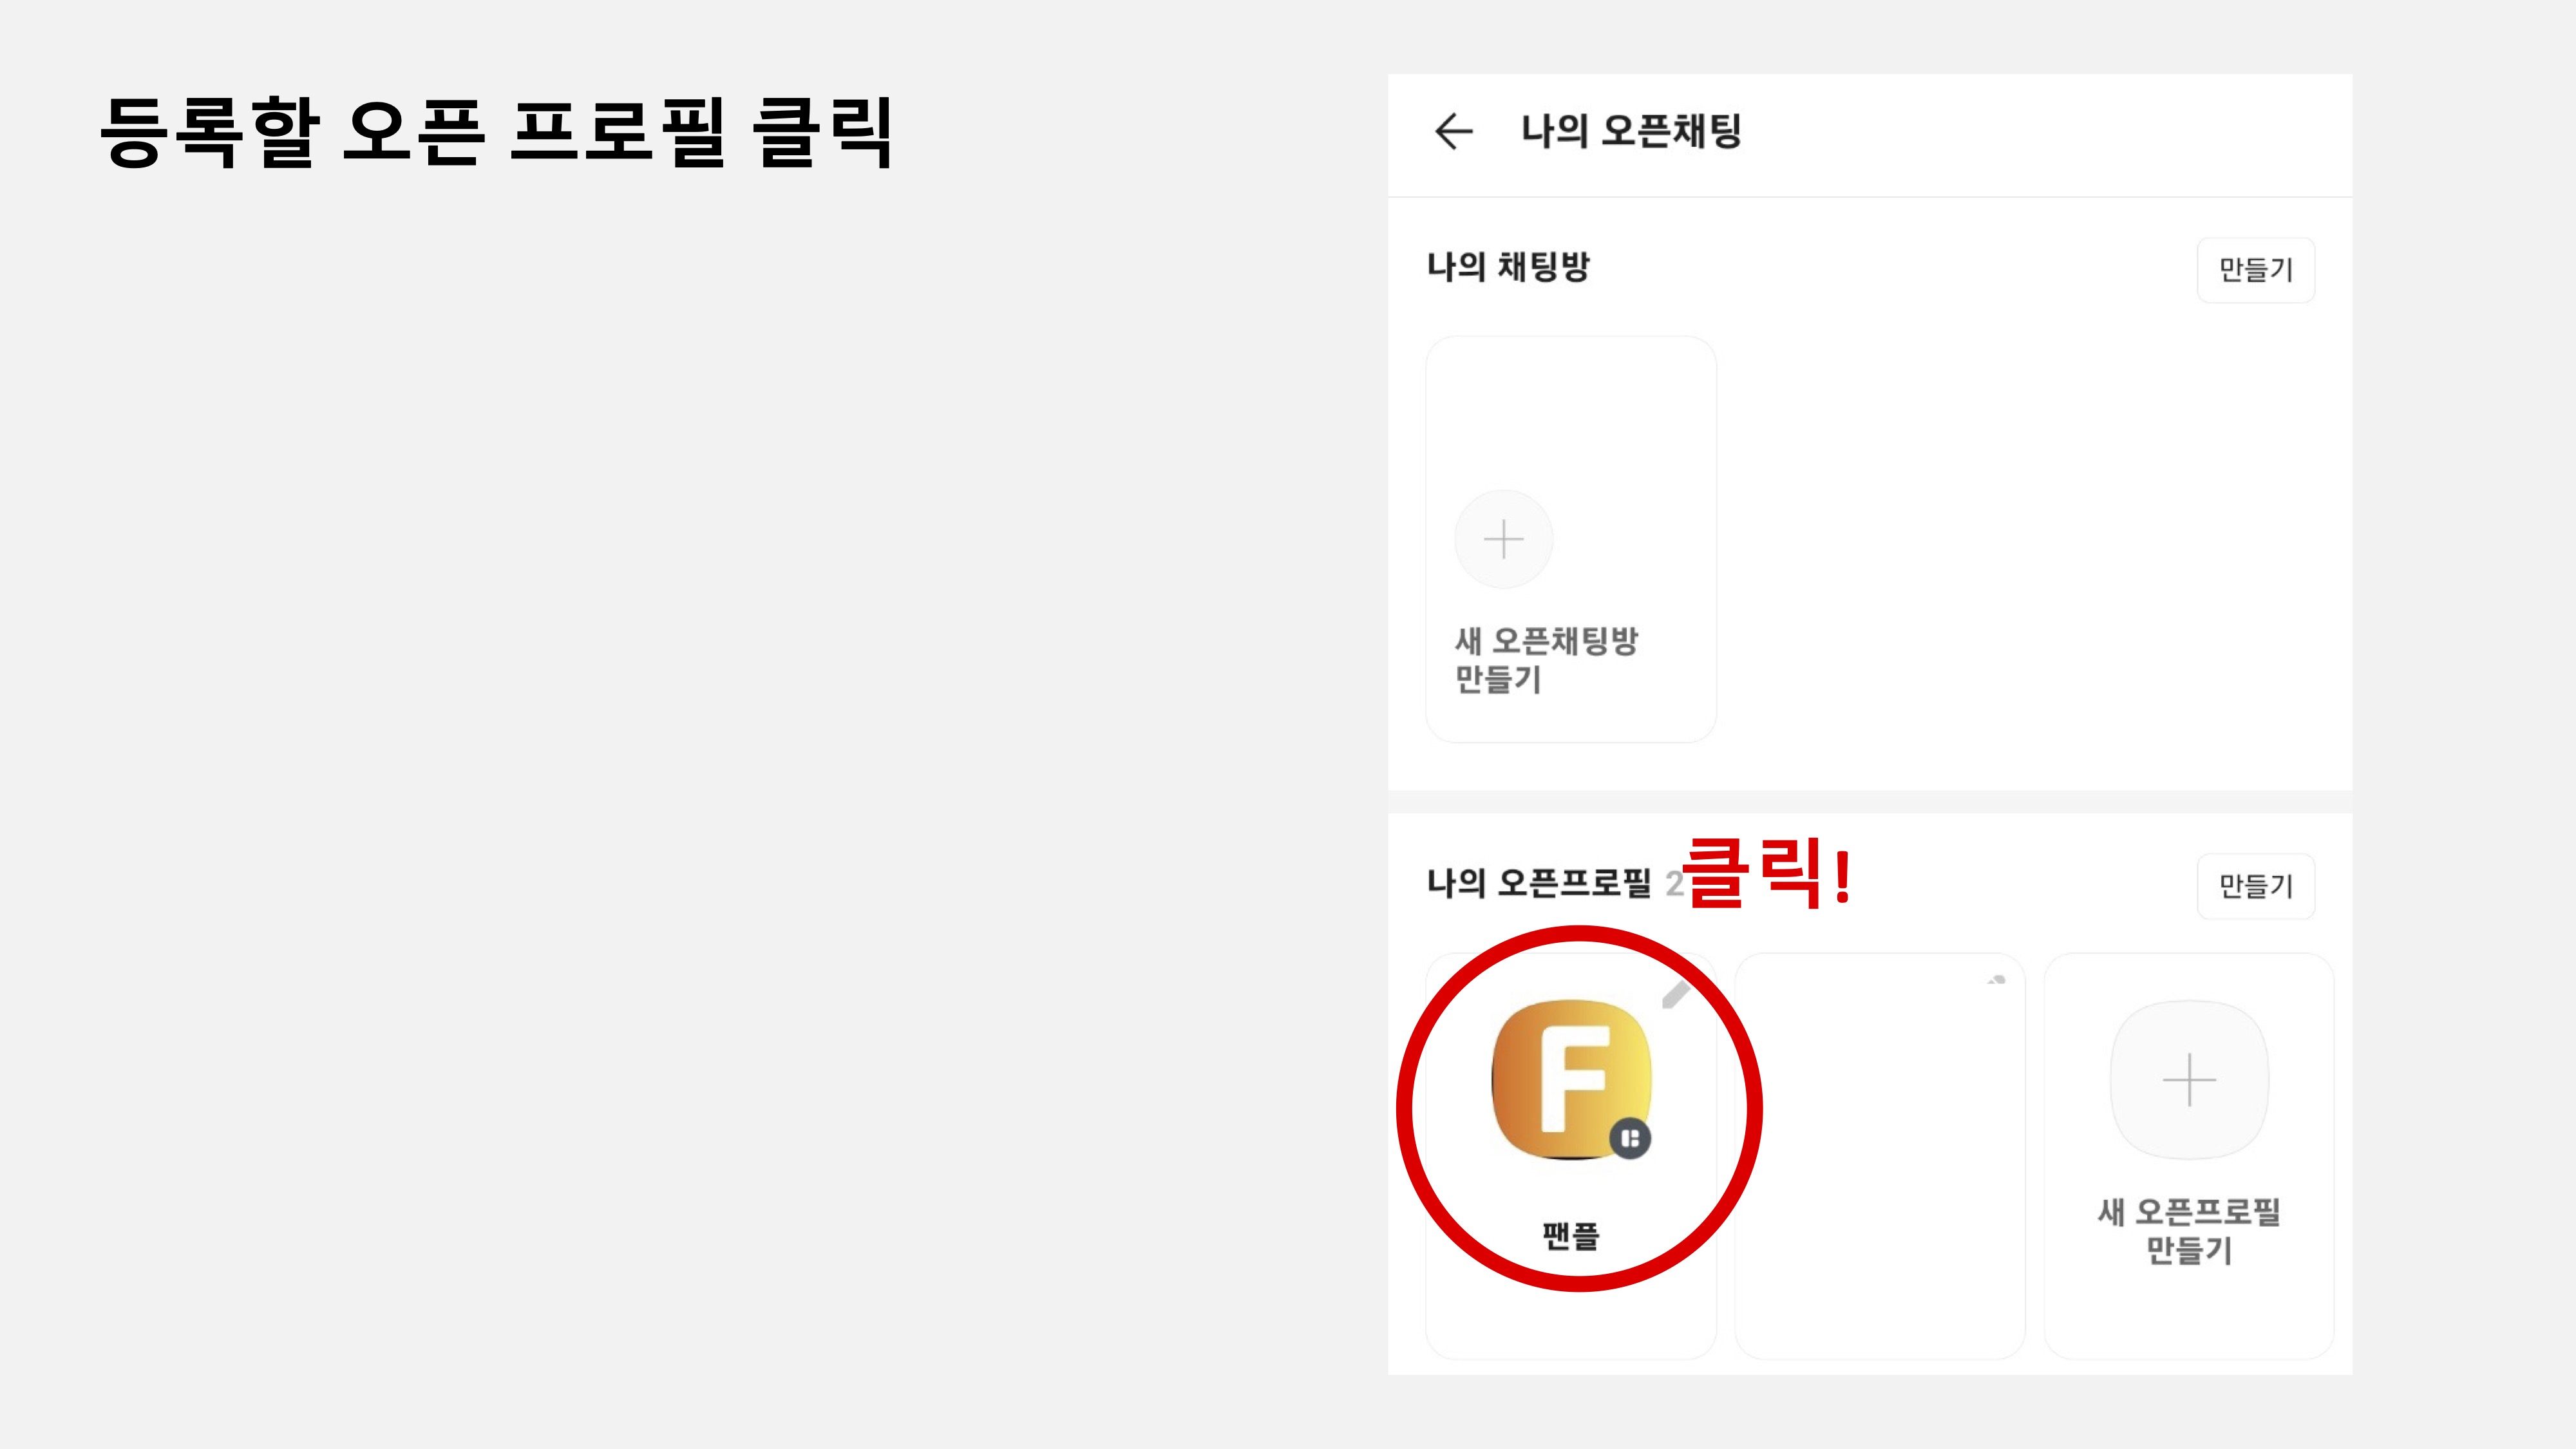 등록할 오픈 프로필 클릭
나의 오픈채팅
나의 채팅방
만들기
새 오픈채팅방
만들기
나의 오픈프로필 2
클릭!
만들기
F
팬플
새 오픈프로필
만들기